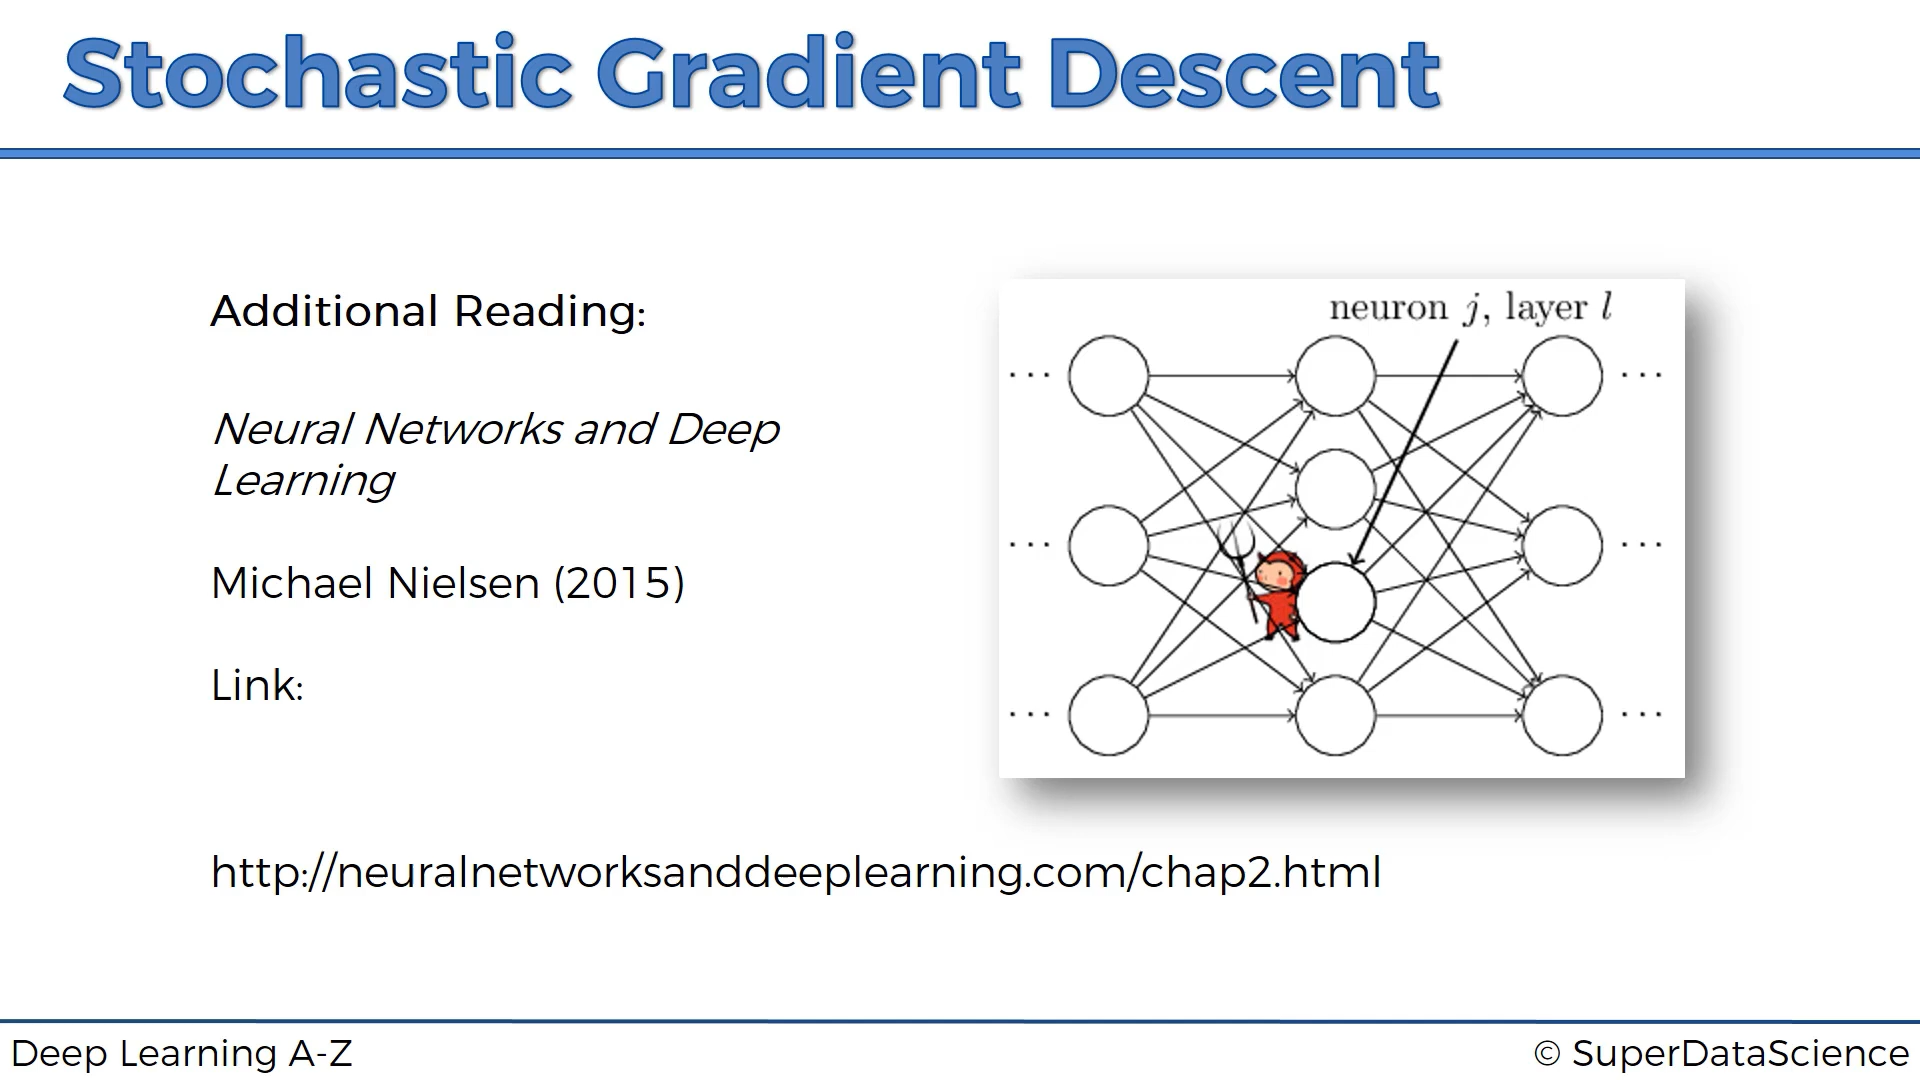 Stochastic Gradient Descent
Additional Reading:
Neural Networks and Deep
Learning
Michael Nielsen (2015)
Link:
neuron j, layer l
. . . . . .
. . . . . .
. . . . . .
http://neuralnetworksanddeeplearning.com/chap2.html
Deep Learning A-Z
© SuperDataScience